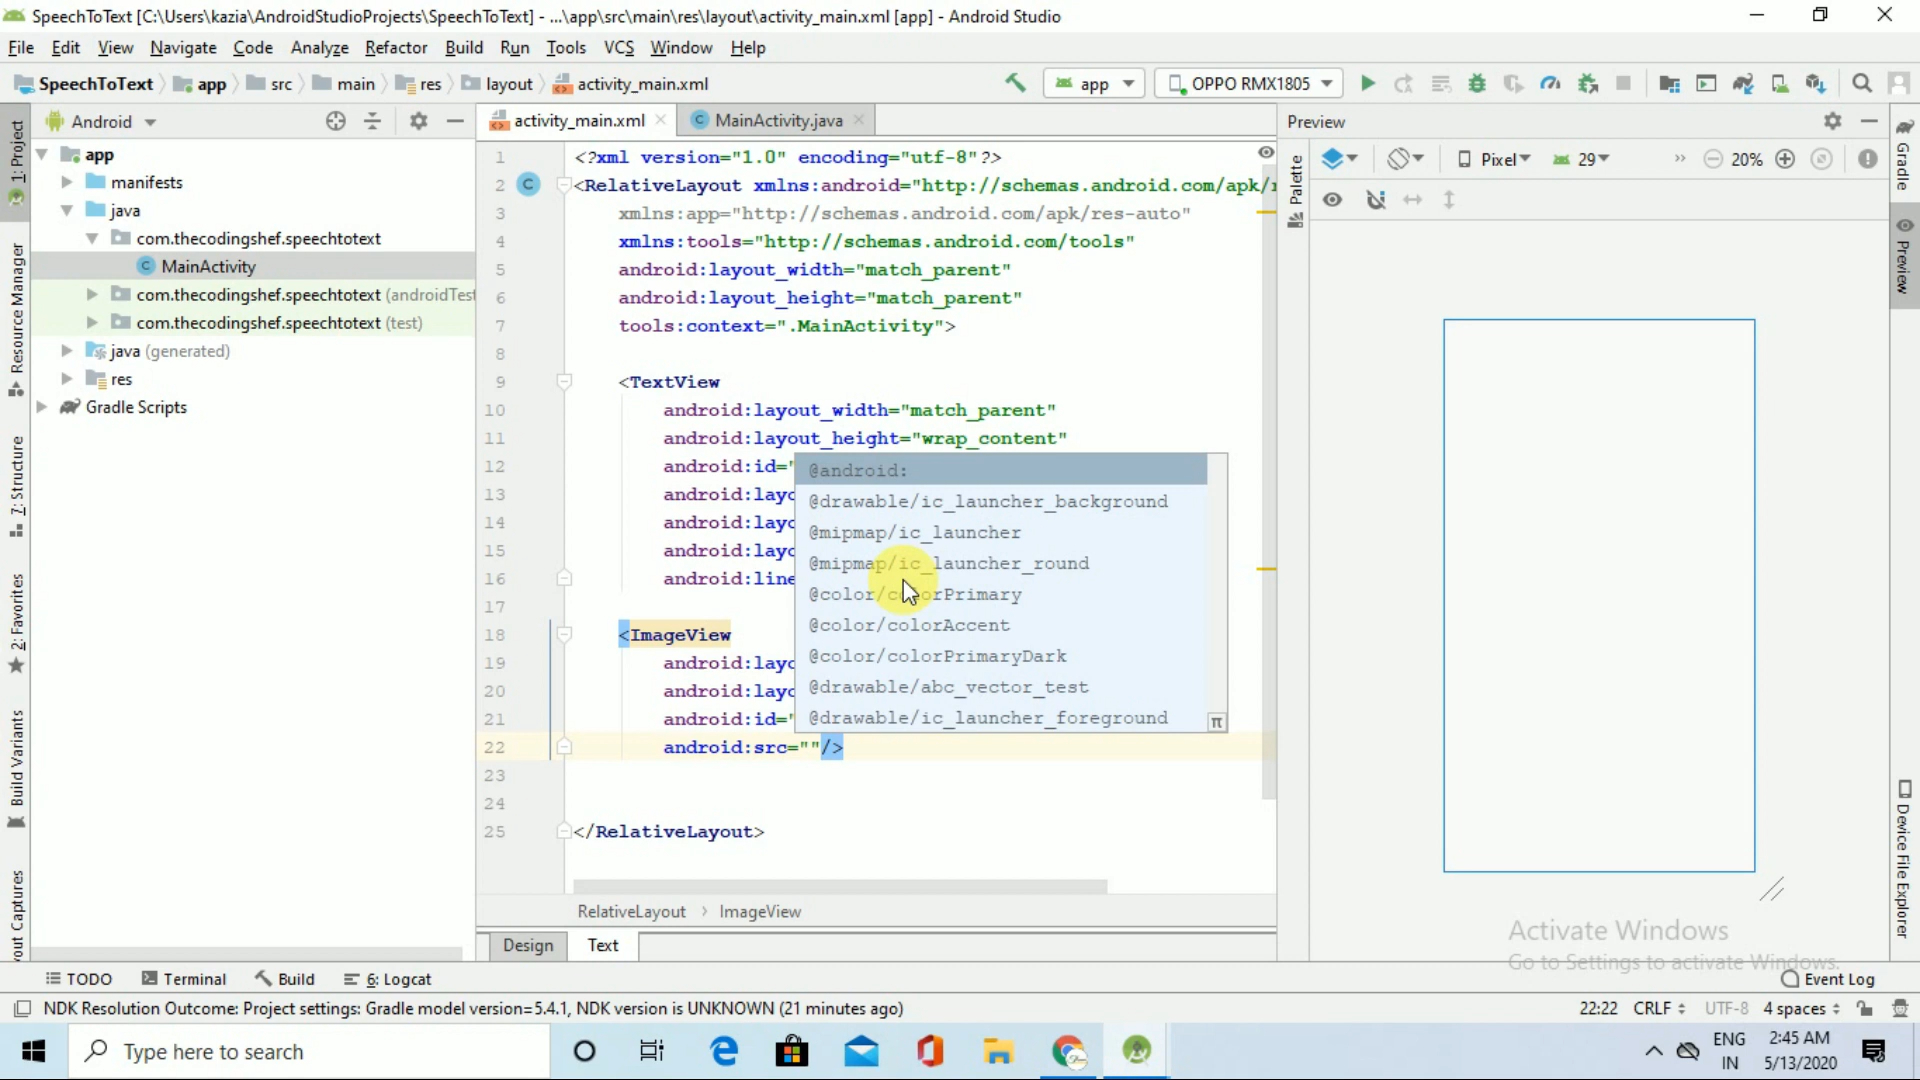 SpeechToText [C:\Users\kazia\AndroidStudioProjects\SpeechToText] - ...\app\src\main\res\layout\activity_main.xml [app] - Android Studio
File Edit View Navigate Code Analyze Refactor Build Run Tools VCS Window Help
SpeechToText app src main res layout activity_main.xml app OPPO RMX1805
Android activity_main.xml MainActivity.java Preview
Pixel 29 20%
1: Project
Resource Manager
7: Structure
2: Favorites
Build Variants
out Captures
app
manifests
java
com.thecodingshef.speechtotext
MainActivity
com.thecodingshef.speechtotext (androidTest
com.thecodingshef.speechtotext (test)
java (generated)
res
Gradle Scripts
1 <?xml version="1.0" encoding="utf-8"?>
2 C <RelativeLayout xmlns:android="http://schemas.android.com/apk/r
3 xmlns:app="http://schemas.android.com/apk/res-auto"
4 xmlns:tools="http://schemas.android.com/tools"
5 android:layout_width="match_parent"
6 android:layout_height="match_parent"
7 tools:context=".MainActivity">
8
9 <TextView
10 android:layout_width="match_parent"
11 android:layout_height="wrap_content"
12 android:id="
13 android:layo
14 android:layo
15 android:layo
16 android:line
17
18 <ImageView
19 android:layo
20 android:layo
21 android:id="
22 android:src=""/>
23
24
25 </RelativeLayout>
@android:
@drawable/ic_launcher_background
@mipmap/ic_launcher
@mipmap/ic_launcher_round
@color/colorPrimary
@color/colorAccent
@color/colorPrimaryDark
@drawable/abc_vector_test
@drawable/ic_launcher_foreground
π
RelativeLayout › ImageView
Design Text
Palette
Gradle
Preview
Device File Explorer
Activate Windows
Go to Settings to activate Windows.
TODO Terminal Build 6: Logcat Event Log
NDK Resolution Outcome: Project settings: Gradle model version=5.4.1, NDK version is UNKNOWN (21 minutes ago) 22:22 CRLF UTF-8 4 spaces
Type here to search
ENG
IN
2:45 AM
5/13/2020